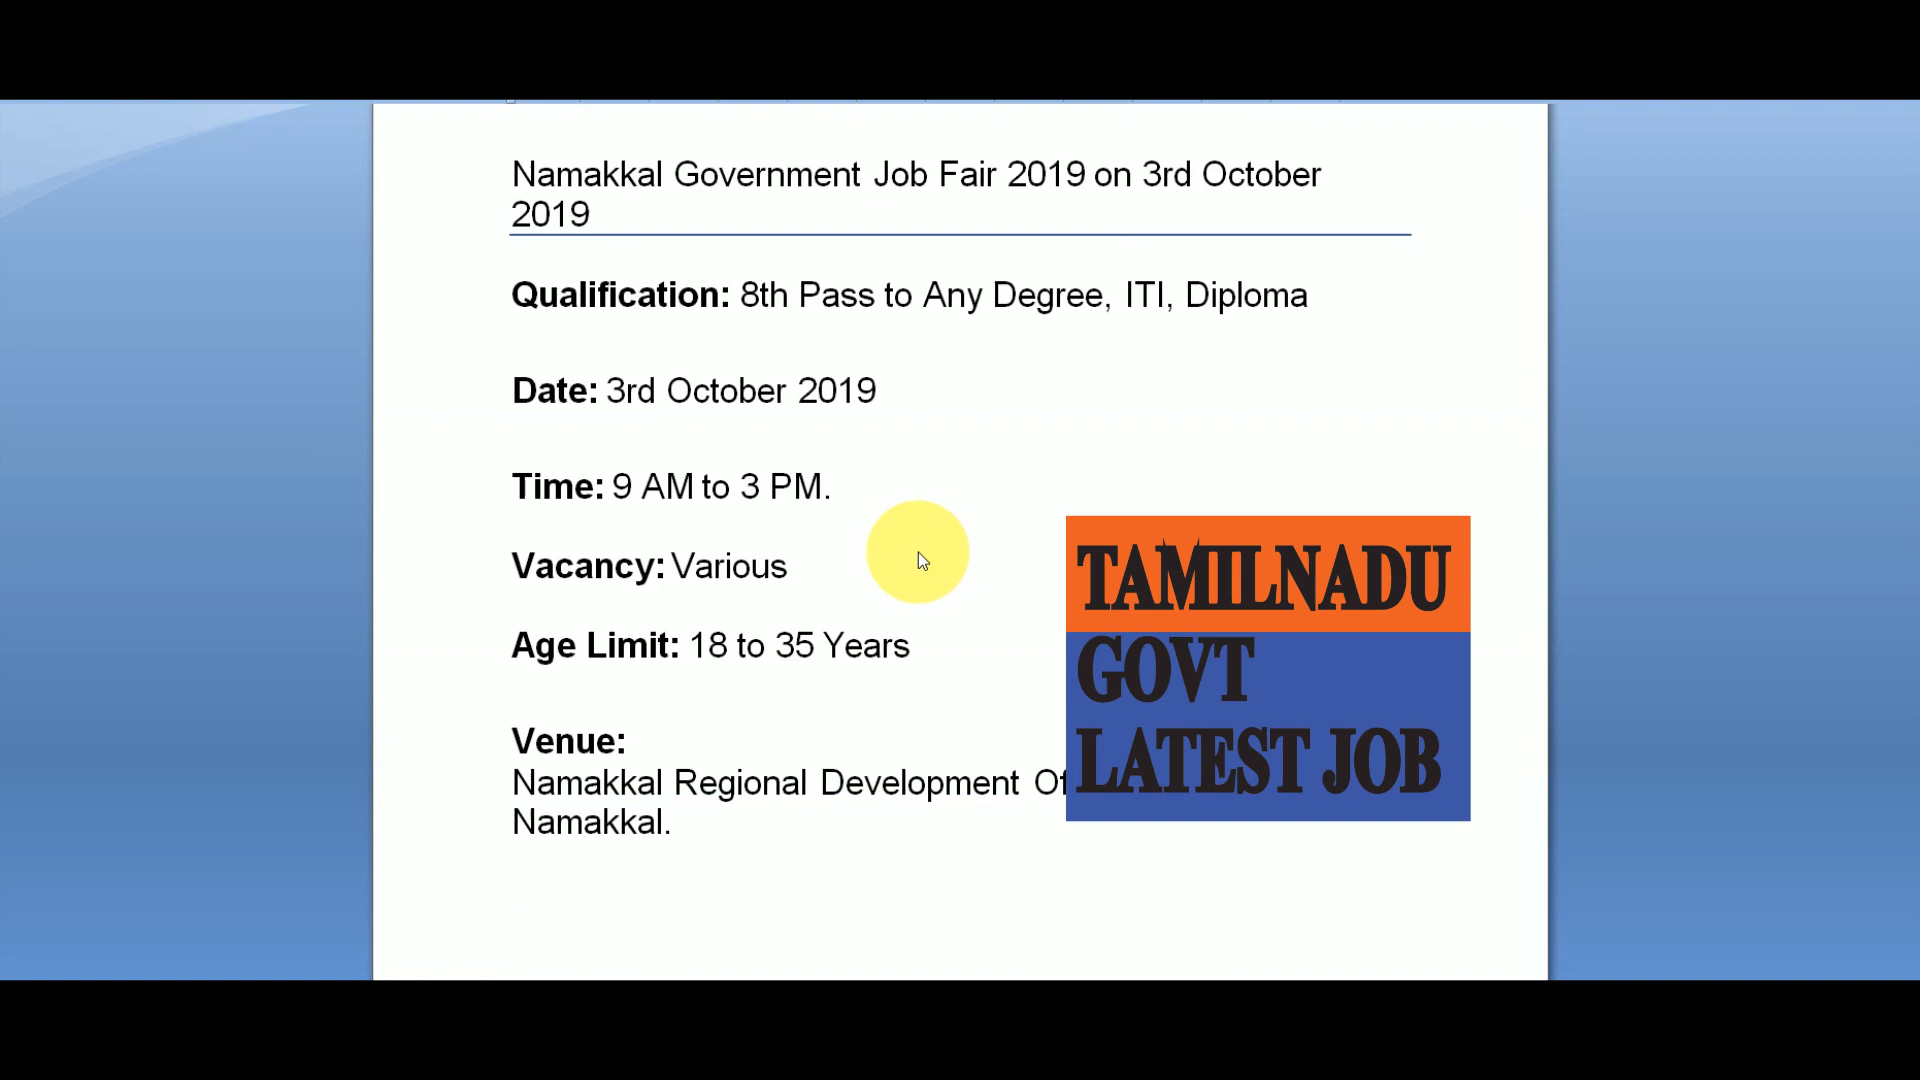 Namakkal Government Job Fair 2019 on 3rd October
2019
Qualification: 8th Pass to Any Degree, ITI, Diploma
Date: 3rd October 2019
Time: 9 AM to 3 PM.
Vacancy: Various
Age Limit: 18 to 35 Years
Venue:
Namakkal Regional Development
Namakkal.
TAMILNADU
GOVT
LATEST JOB